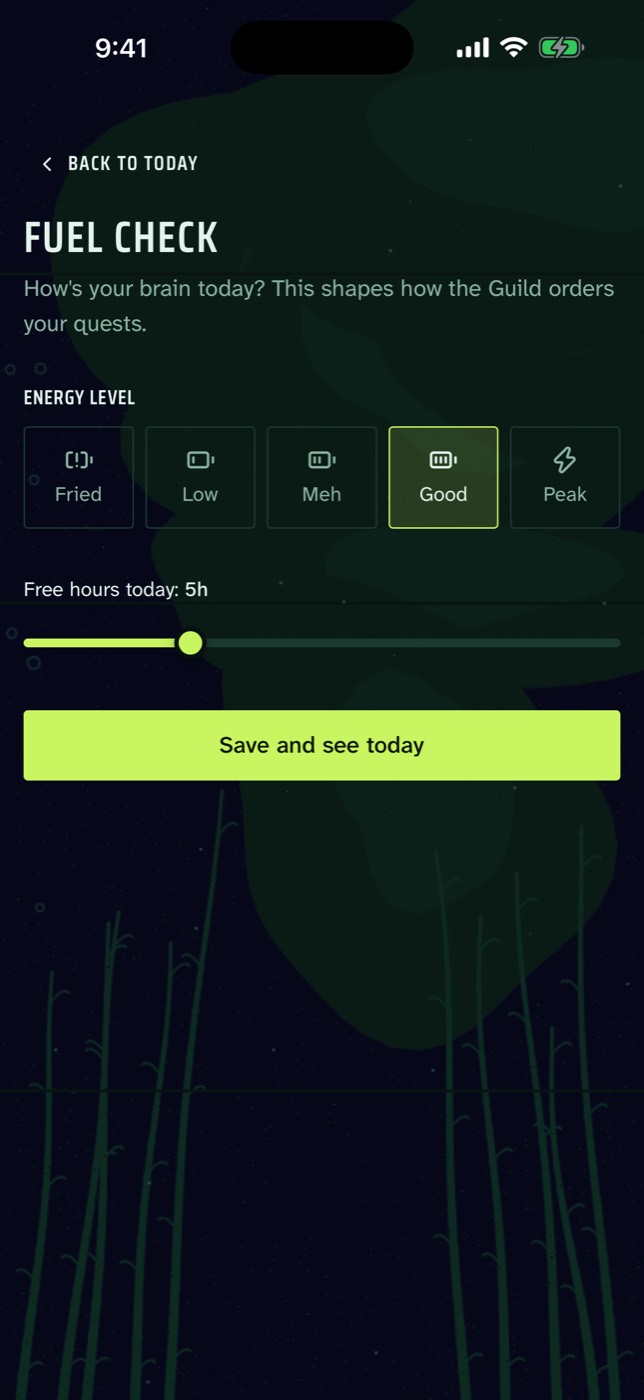 9:41
BACK TO TODAY
FUEL CHECK
How's your brain today? This shapes how the Guild orders
your quests.
ENERGY LEVEL
Fried
Low
Meh
Good
Peak
Free hours today: 5h
Save and see today